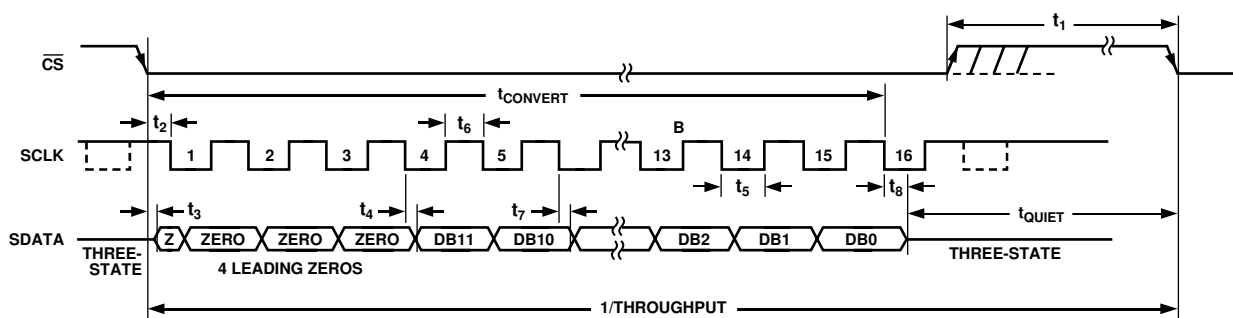 t1
CS
tCONVERT
t2
t6
B
SCLK
1 2 3 4 5 13 14 15 16
t5
t8
t3
t4
t7
tQUIET
SDATA
Z ZERO ZERO ZERO DB11 DB10 DB2 DB1 DB0
THREE-
STATE
4 LEADING ZEROS
THREE-STATE
1/THROUGHPUT